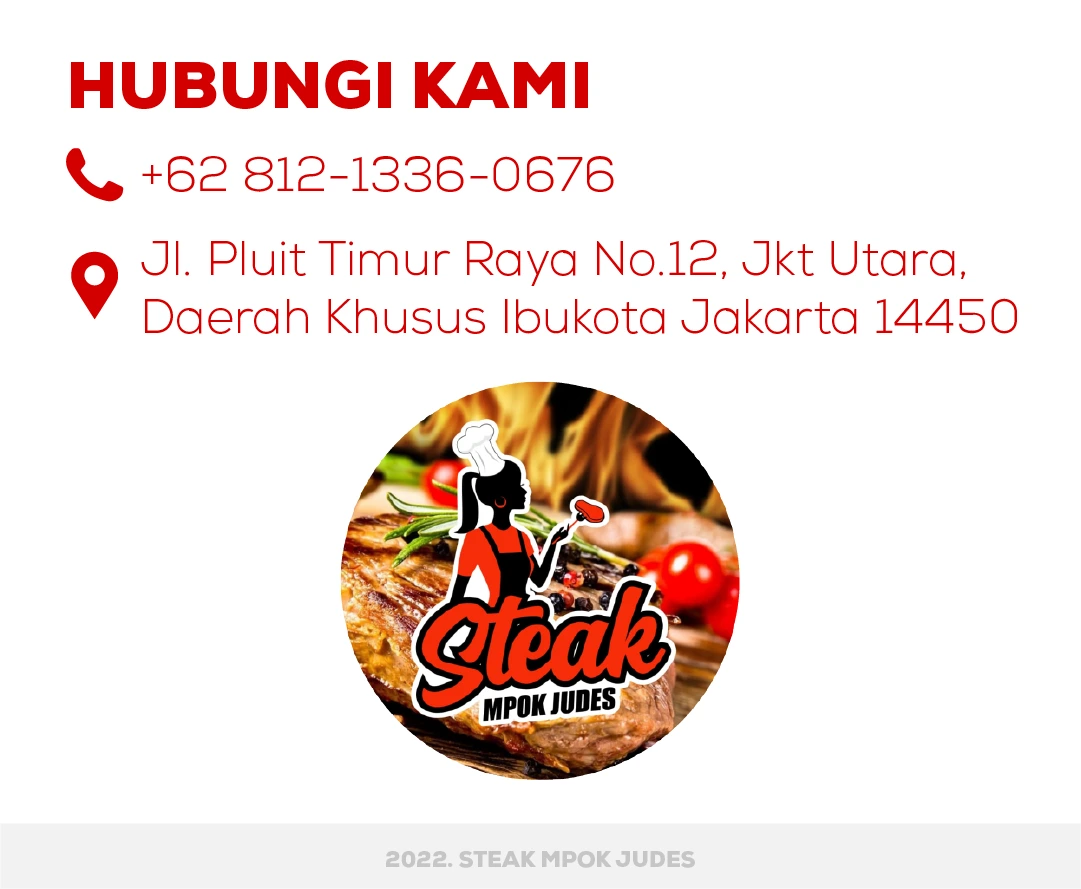 HUBUNGI KAMI
+62 812-1336-0676
Jl. Pluit Timur Raya No.12, Jkt Utara,
Daerah Khusus Ibukota Jakarta 14450
Steak
MPOK JUDES
2022. STEAK MPOK JUDES